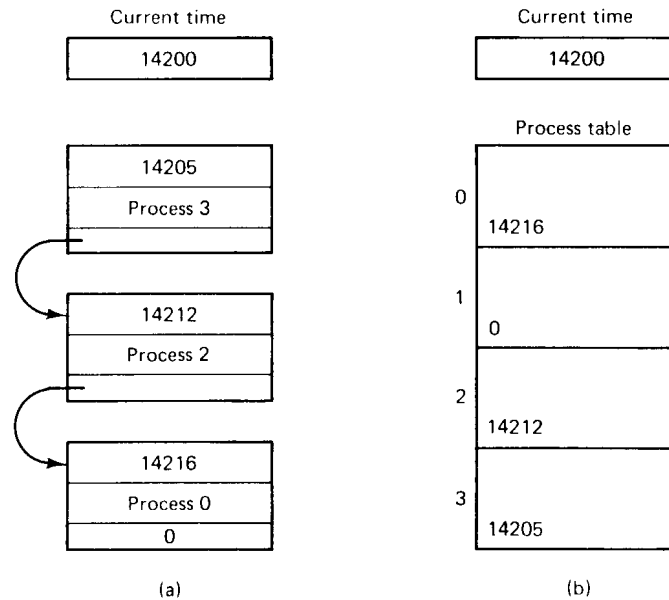 Current time
14200
14205
Process 3
14212
Process 2
14216
Process 0
0
(a)
Current time
14200
Process table
0
14216
1
0
2
14212
3
14205
(b)